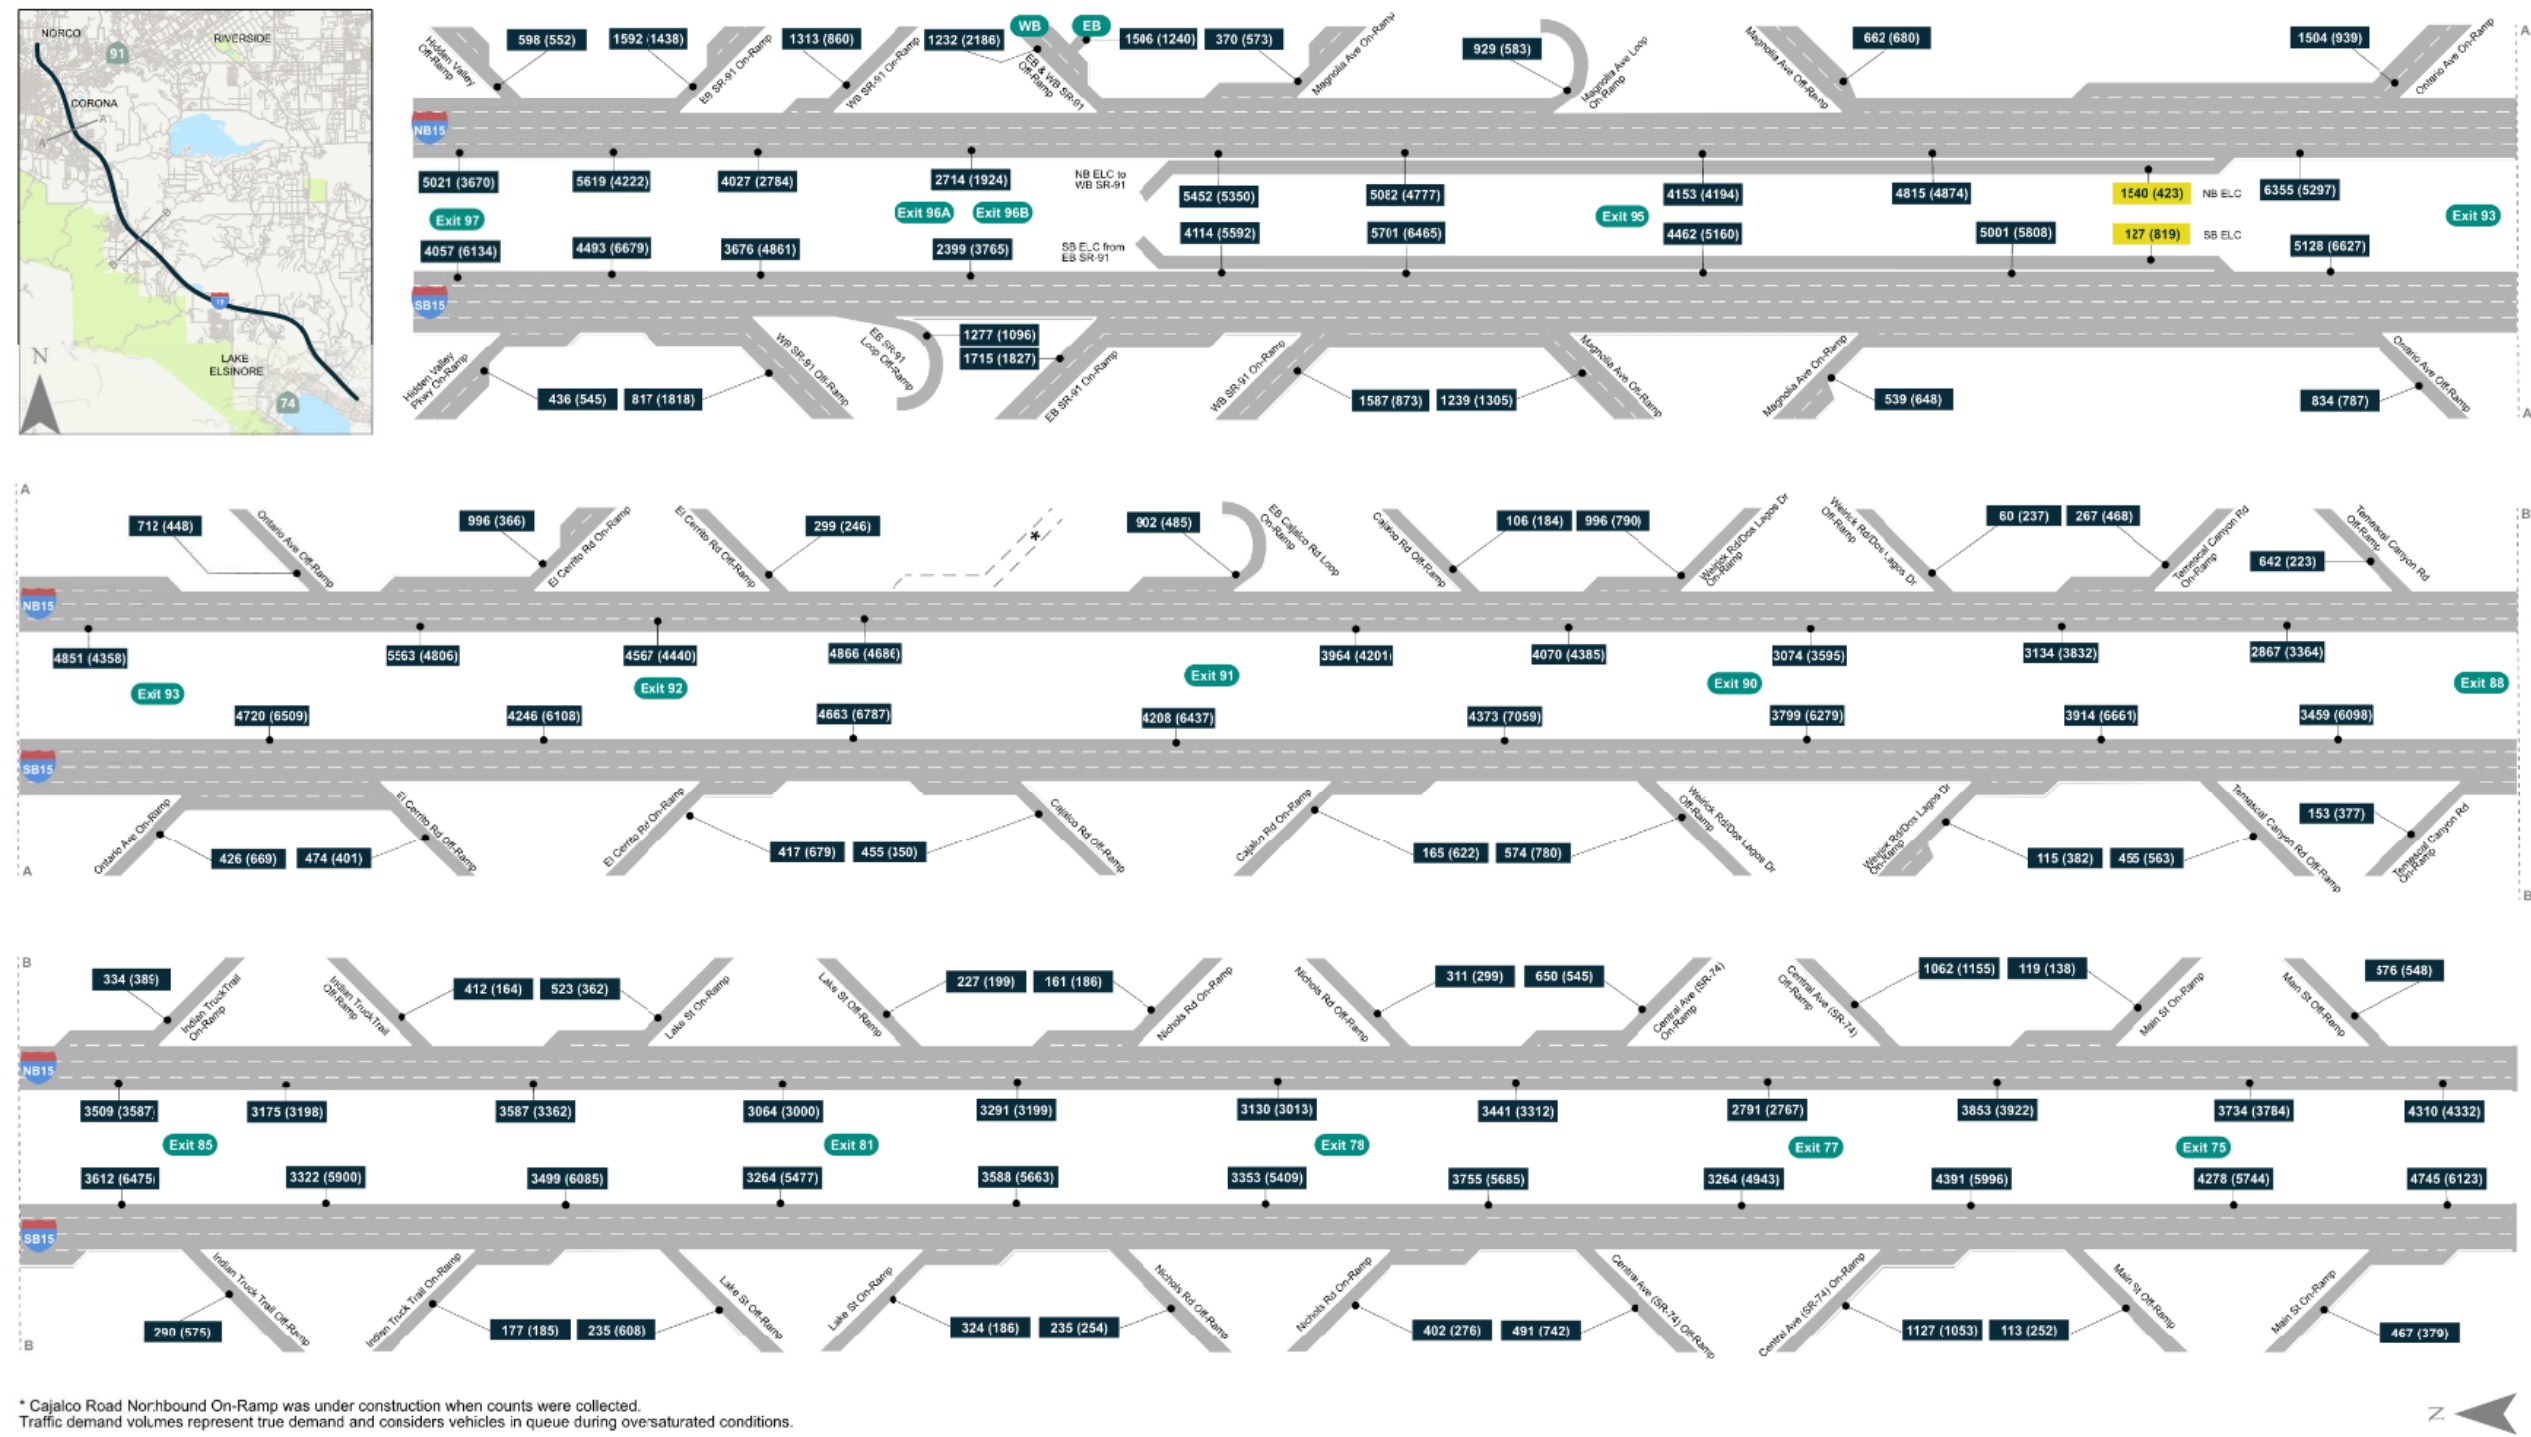 NORCO
91
RIVERSIDE
CORONA
A
A
B
B
15
LAKE
ELSINORE
74
N
Hidden Valley
Off-Ramp
598 (552)
1592 (1438)
EB SR-91 On-Ramp
1313 (860)
WB SR-91 On-Ramp
1232 (2186)
WB
EB
EB & WB SR-91
Off-Ramp
1506 (1240)
370 (573)
Magnolia Ave On-Ramp
929 (583)
Magnolia Ave Loop
On-Ramp
Magnolia Ave Off-Ramp
662 (680)
1504 (939)
Ontario Ave On-Ramp
A
NB15
5021 (3670)
5619 (4222)
4027 (2784)
2714 (1924)
NB ELC to
WB SR-91
5452 (5350)
5082 (4777)
4153 (4194)
4815 (4874)
1540 (423)
NB ELC
6355 (5297)
Exit 97
Exit 96A
Exit 96B
Exit 95
Exit 93
4057 (6134)
4493 (6679)
3676 (4861)
2399 (3765)
SB ELC from
EB SR-91
4114 (5592)
5701 (6465)
4462 (5160)
5001 (5808)
127 (819)
SB ELC
5128 (6627)
SB15
Hidden Valley
Pkwy On-Ramp
436 (545)
817 (1818)
WB SR-91 Off-Ramp
EB SR-91
Loop Off-Ramp
1277 (1096)
1715 (1827)
EB SR-91 On-Ramp
WB SR-91 On-Ramp
1587 (873)
1239 (1305)
Magnolia Ave Off-Ramp
Magnolia Ave On-Ramp
539 (648)
834 (787)
Ontario Ave Off-Ramp
A
A
712 (448)
Ontario Ave Off-Ramp
996 (366)
El Cerrito Rd On-Ramp
El Cerrito Rd Off-Ramp
299 (246)
*
902 (485)
EB Cajalco Rd Loop
On-Ramp
Cajalco Rd Off-Ramp
106 (184)
996 (790)
Weirick Rd/Dos Lagos Dr
On-Ramp
Weirick Rd/Dos Lagos Dr
Off-Ramp
60 (237)
267 (468)
Temescal Canyon Rd
On-Ramp
642 (223)
Temescal Canyon Rd
Off-Ramp
B
NB15
4851 (4358)
5563 (4806)
4567 (4440)
4866 (4686)
3964 (4201)
4070 (4385)
3074 (3595)
3134 (3832)
2867 (3364)
Exit 93
Exit 92
Exit 91
Exit 90
Exit 88
4720 (6509)
4246 (6108)
4663 (6787)
4208 (6437)
4373 (7059)
3799 (6279)
3914 (6661)
3459 (6098)
SB15
Ontario Ave On-Ramp
426 (669)
474 (401)
El Cerrito Rd Off-Ramp
El Cerrito Rd On-Ramp
417 (679)
455 (350)
Cajalco Rd Off-Ramp
Cajalco Rd On-Ramp
165 (622)
574 (780)
Weirick Rd/Dos Lagos Dr
Off-Ramp
Weirick Rd/Dos Lagos Dr
On-Ramp
115 (382)
455 (563)
Temescal Canyon Rd Off-Ramp
153 (377)
Temescal Canyon Rd
On-Ramp
A
B
B
334 (389)
Indian Truck Trail
On-Ramp
Indian Truck Trail
Off-Ramp
412 (164)
523 (362)
Lake St On-Ramp
Lake St Off-Ramp
227 (199)
161 (186)
Nichols Rd On-Ramp
Nichols Rd Off-Ramp
311 (299)
650 (545)
Central Ave (SR-74)
On-Ramp
Central Ave (SR-74)
Off-Ramp
1062 (1155)
119 (138)
Main St On-Ramp
Main St Off-Ramp
576 (548)
NB15
3509 (3587)
3175 (3198)
3587 (3362)
3064 (3000)
3291 (3199)
3130 (3013)
3441 (3312)
2791 (2767)
3853 (3922)
3734 (3784)
4310 (4332)
Exit 85
Exit 81
Exit 78
Exit 77
Exit 75
3612 (6475)
3322 (5900)
3499 (6085)
3264 (5477)
3588 (5663)
3353 (5409)
3755 (5685)
3264 (4943)
4391 (5996)
4278 (5744)
4745 (6123)
SB15
290 (575)
Indian Truck Trail Off-Ramp
Indian Truck Trail On-Ramp
177 (185)
235 (608)
Lake St Off-Ramp
Lake St On-Ramp
324 (186)
235 (254)
Nichols Rd Off-Ramp
Nichols Rd On-Ramp
402 (276)
491 (742)
Central Ave (SR-74) Off-Ramp
Central Ave (SR-74) On-Ramp
1127 (1053)
113 (252)
Main St Off-Ramp
Main St On-Ramp
467 (379)
B
* Cajalco Road Northbound On-Ramp was under construction when counts were collected.
Traffic demand volumes represent true demand and considers vehicles in queue during oversaturated conditions.
N